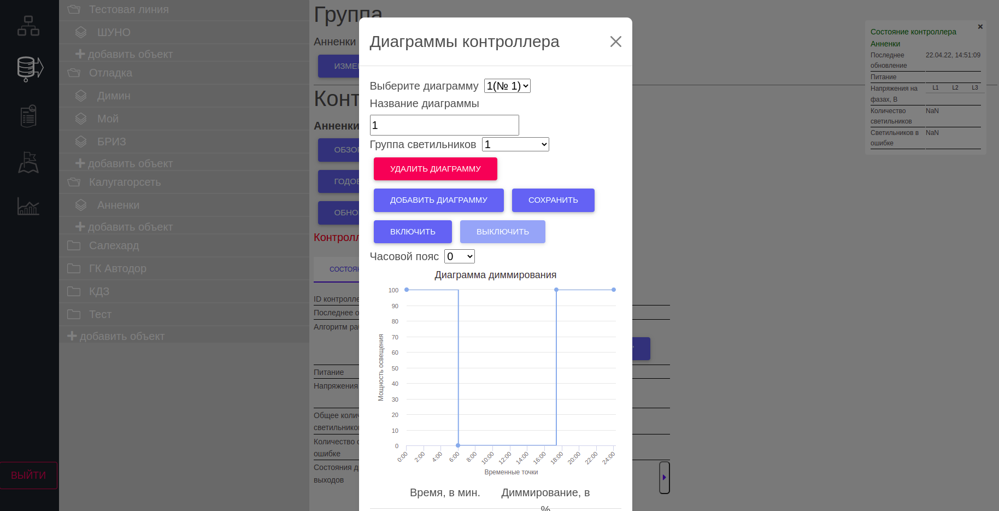 Тестовая линия
ШУНО
добавить объект
Отладка
Димин
Мой
БРИЗ
добавить объект
Калугагорсеть
Анненки
добавить объект
Салехард
ГК Автодор
КДЗ
Тест
добавить объект
ВЫЙТИ
Группа
Анненки
Анненки
СОСТОЯ
ID контролле
Последнее о
Алгоритм ра
Питание
Напряжения
Общее коли
светильнико
Количество
ошибке
Состояния д
выходов
Диаграммы контроллера
Выберите диаграмму 1(№ 1)
Название диаграммы
1
Группа светильников 1
УДАЛИТЬ ДИАГРАММУ
ДОБАВИТЬ ДИАГРАММУ СОХРАНИТЬ
ВКЛЮЧИТЬ ВЫКЛЮЧИТЬ
Часовой пояс 0
Диаграмма диммирования
Мощность освещения
100
90
80
70
60
50
40
30
20
10
0
0:00 2:00 4:00 6:00 8:00 10:00 12:00 14:00 16:00 18:00 20:00 22:00 24:00
Временные точки
Время, в мин. Диммирование, в
%
Состояние контроллера
Анненки
Последнее 22.04.22, 14:51:09
обновление
Питание
Напряжения на L1 L2 L3
фазах, В
Количество NaN
светильников
Светильников в NaN
ошибке